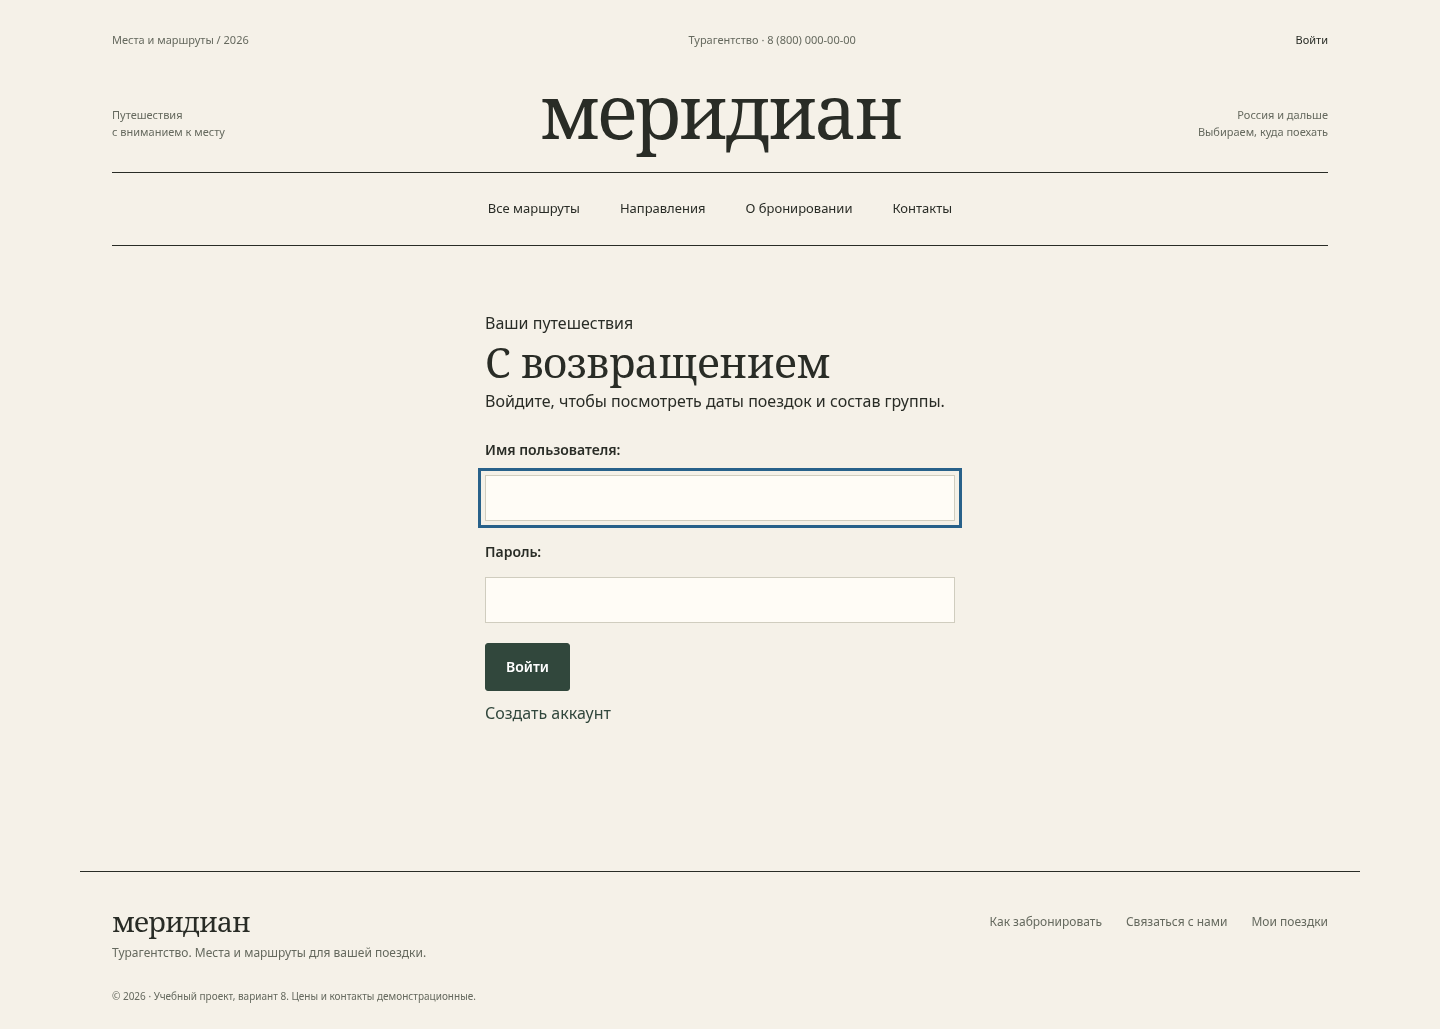 Места и маршруты / 2026
Турагентство · 8 (800) 000-00-00
Войти
Путешествия
с вниманием к месту
меридиан
Россия и дальше
Выбираем, куда поехать
Все маршруты
Направления
О бронировании
Контакты
Ваши путешествия
С возвращением
Войдите, чтобы посмотреть даты поездок и состав группы.
Имя пользователя:
Пароль:
Войти
Создать аккаунт
меридиан
Турагентство. Места и маршруты для вашей поездки.
Как забронировать
Связаться с нами
Мои поездки
© 2026 · Учебный проект, вариант 8. Цены и контакты демонстрационные.